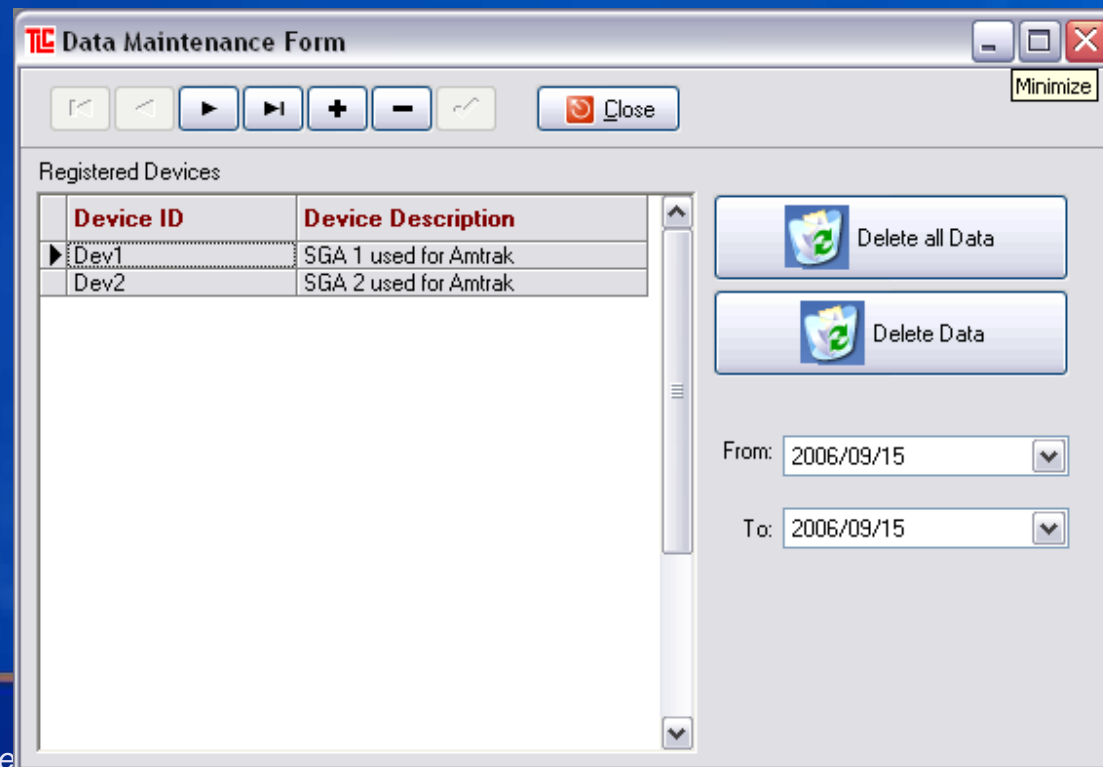 TLC Data Maintenance Form
Minimize
Close
Registered Devices
Device ID Device Description
Dev1 SGA 1 used for Amtrak
Dev2 SGA 2 used for Amtrak
Delete all Data
Delete Data
From: 2006/09/15
To: 2006/09/15
e